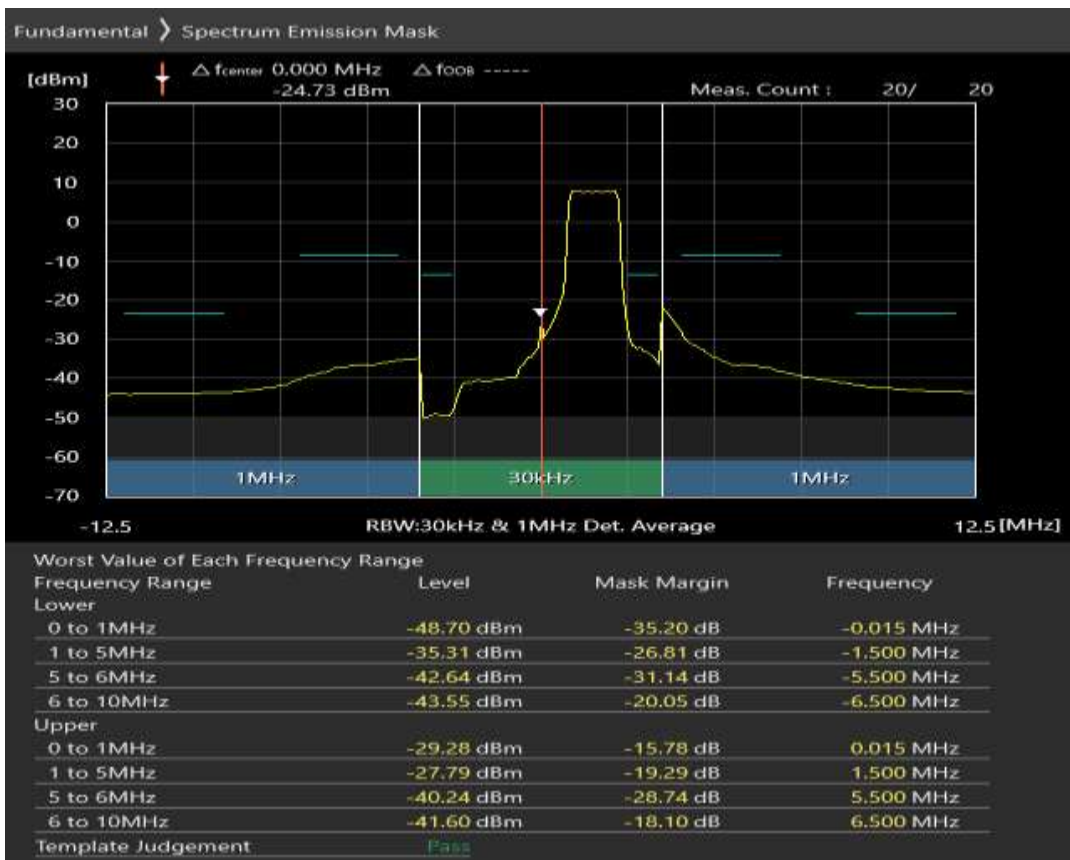 Fundamental ❯ Spectrum Emission Mask
[dBm] △ fcenter 0.000 MHz △ fOOB -----
-24.73 dBm Meas. Count : 20/ 20
30
20
10
0
-10
-20
-30
-40
-50
-60
-70
1MHz 30kHz 1MHz
-12.5 RBW:30kHz & 1MHz Det. Average 12.5 [MHz]
Worst Value of Each Frequency Range
Frequency Range Level Mask Margin Frequency
Lower
0 to 1MHz -48.70 dBm -35.20 dB -0.015 MHz
1 to 5MHz -35.31 dBm -26.81 dB -1.500 MHz
5 to 6MHz -42.64 dBm -31.14 dB -5.500 MHz
6 to 10MHz -43.55 dBm -20.05 dB -6.500 MHz
Upper
0 to 1MHz -29.28 dBm -15.78 dB 0.015 MHz
1 to 5MHz -27.79 dBm -19.29 dB 1.500 MHz
5 to 6MHz -40.24 dBm -28.74 dB 5.500 MHz
6 to 10MHz -41.60 dBm -18.10 dB 6.500 MHz
Template Judgement Pass